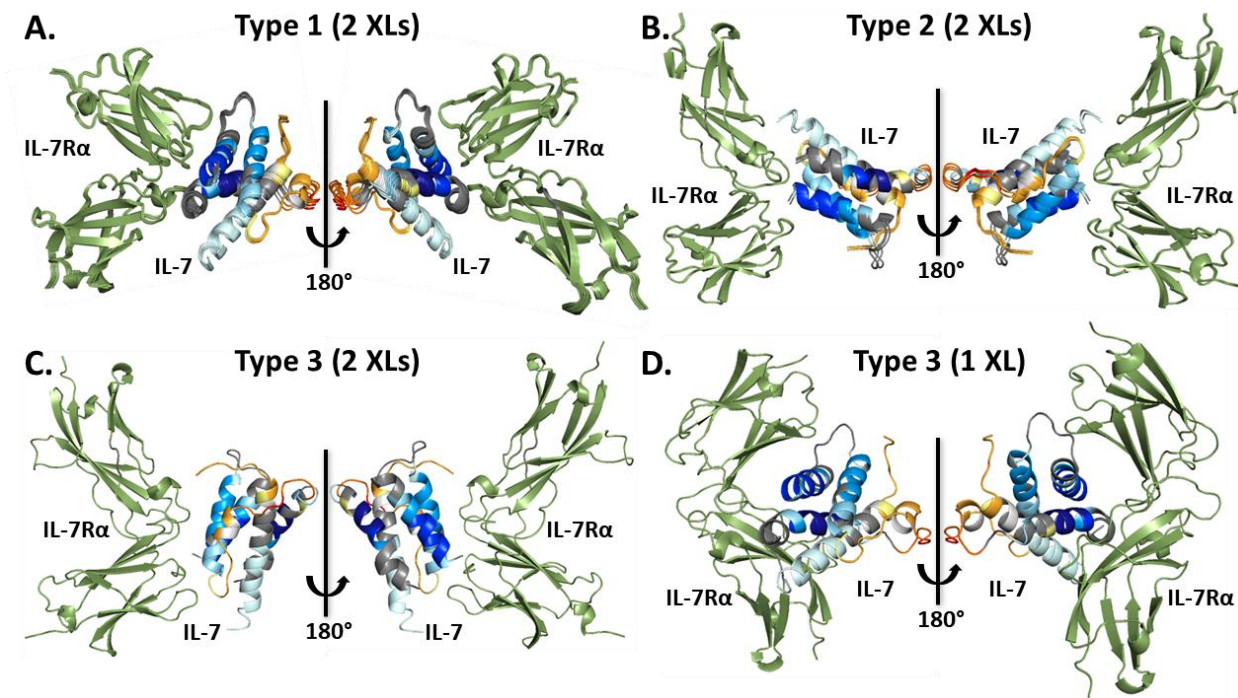 A. Type 1 (2 XLs)
IL-7Rα
IL-7Rα
IL-7
IL-7
180°
B. Type 2 (2 XLs)
IL-7
IL-7
IL-7Rα
IL-7Rα
180°
C. Type 3 (2 XLs)
IL-7Rα
IL-7Rα
IL-7
IL-7
180°
D. Type 3 (1 XL)
IL-7Rα
IL-7
IL-7
IL-7Rα
180°